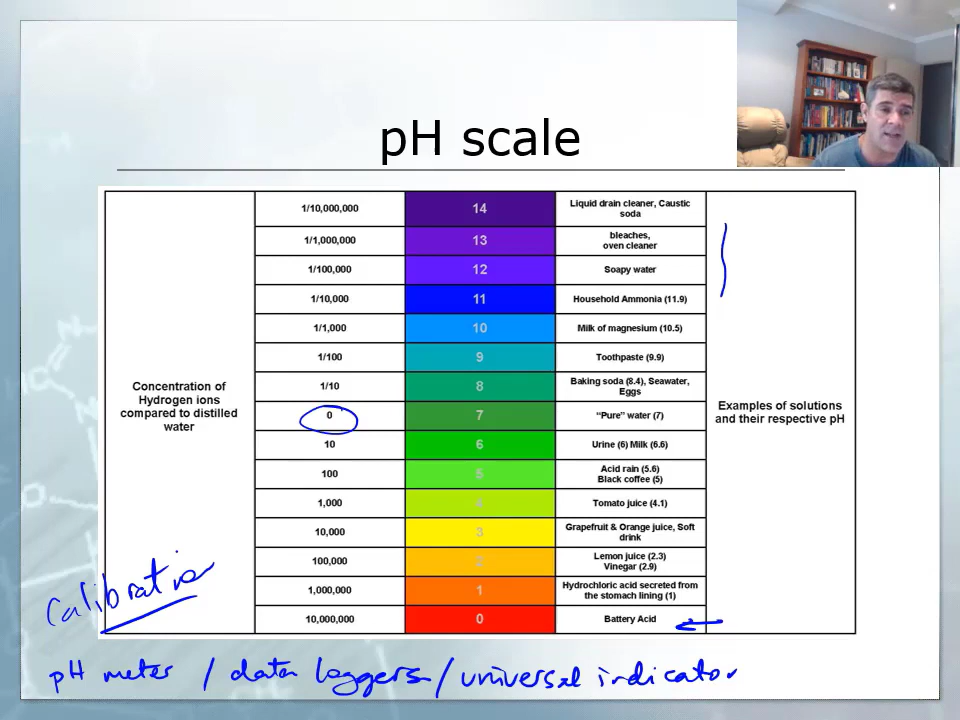 pH scale
Concentration of
Hydrogen ions
compared to distilled
water
1/10,000,000 14 Liquid drain cleaner, Caustic
soda
1/1,000,000 13 bleaches,
oven cleaner
1/100,000 12 Soapy water
1/10,000 11 Household Ammonia (11.9)
1/1,000 10 Milk of magnesium (10.5)
1/100 9 Toothpaste (9.9)
1/10 8 Baking soda (8.4), Seawater,
Eggs
0 7 “Pure” water (7)
10 6 Urine (6) Milk (6.6)
100 5 Acid rain (5.6)
Black coffee (5)
1,000 4 Tomato juice (4.1)
10,000 3 Grapefruit & Orange juice, Soft
drink
100,000 2 Lemon juice (2.3)
Vinegar (2.9)
1,000,000 1 Hydrochloric acid secreted from
the stomach lining (1)
10,000,000 0 Battery Acid
Examples of solutions
and their respective pH
Calibration
pH meter / data loggers / universal indicator